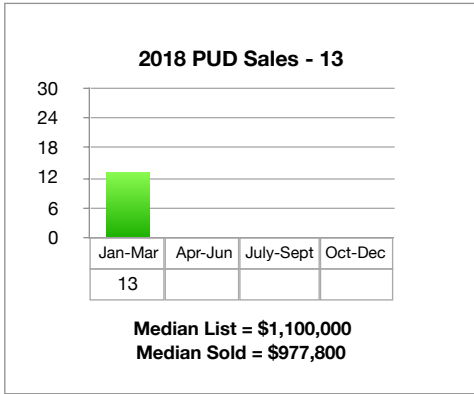 2018 PUD Sales - 13
30
24
18
12
6
0
Jan-Mar Apr-Jun July-Sept Oct-Dec
13
Median List = $1,100,000
Median Sold = $977,800